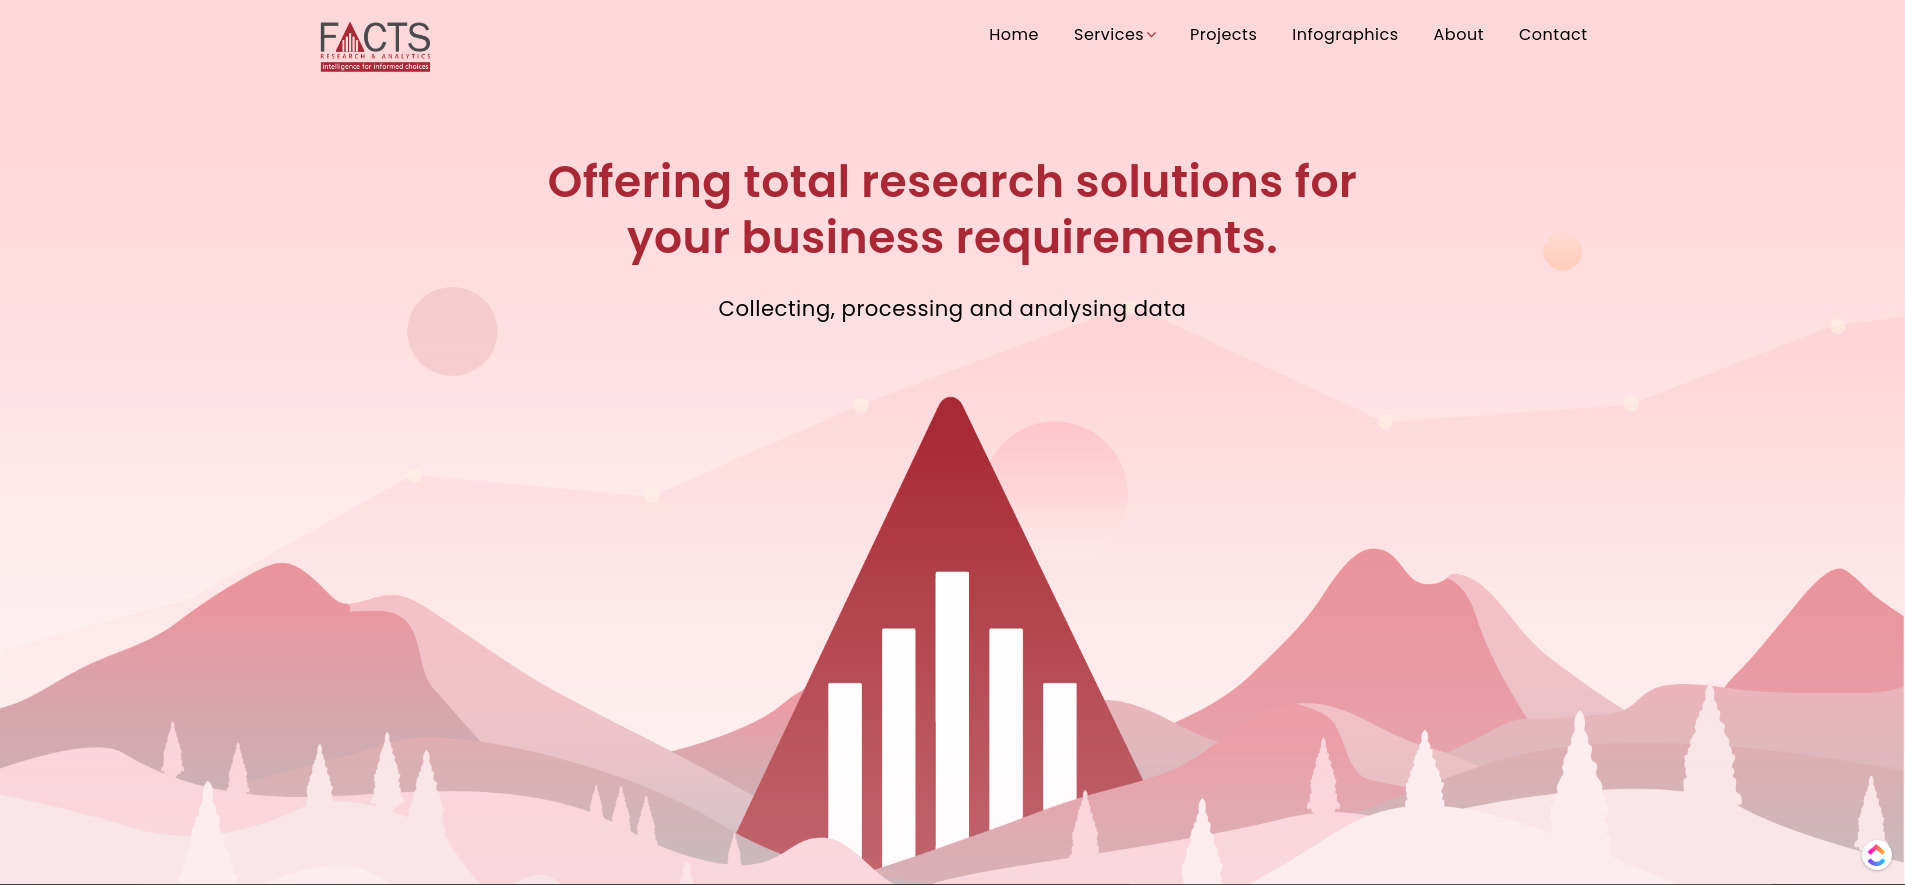 FACTS
RESEARCH & ANALYTICS
intelligence for informed choices
Home Services Projects Infographics About Contact
Offering total research solutions for
your business requirements.
Collecting, processing and analysing data